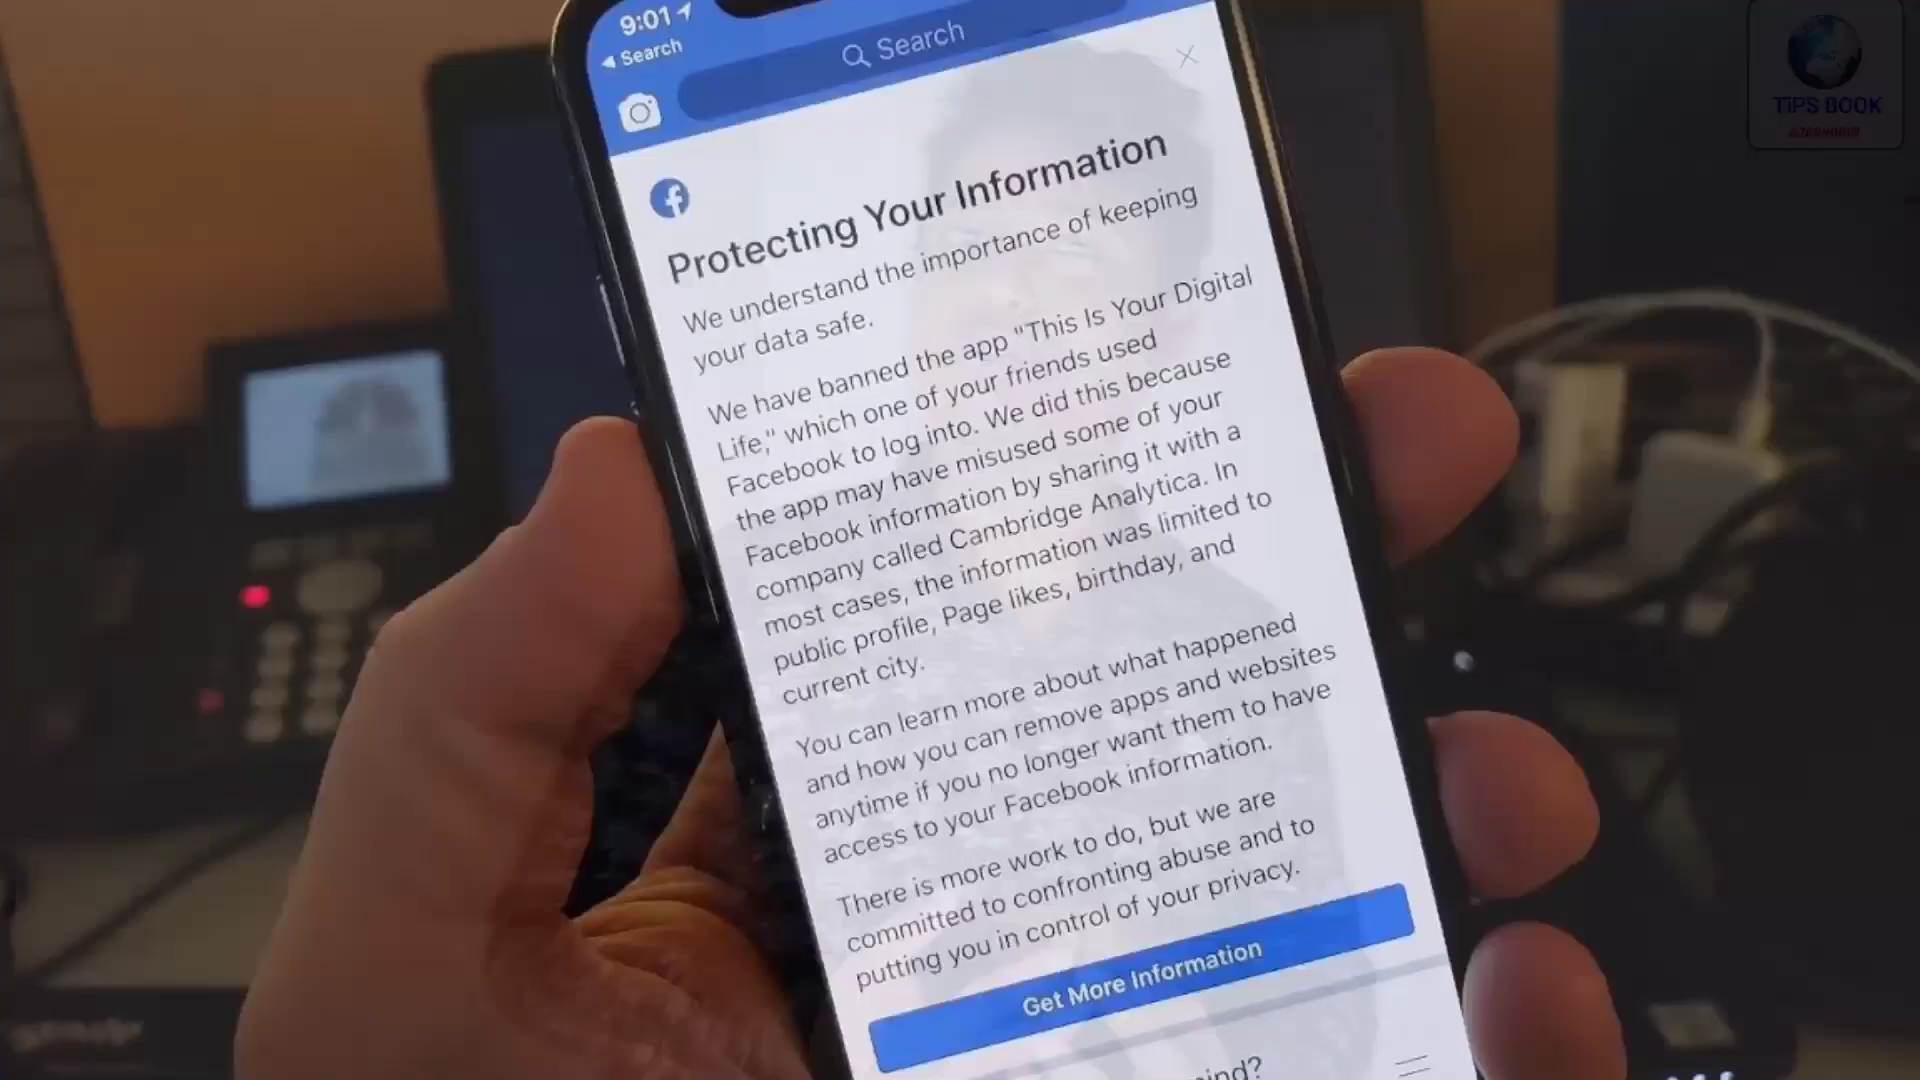 9:01
Search
Search
TiPS BOOK
Protecting Your Information
We understand the importance of keeping
your data safe.
We have banned the app "This Is Your Digital
Life," which one of your friends used
Facebook to log into. We did this because
the app may have misused some of your
Facebook information by sharing it with a
company called Cambridge Analytica. In
most cases, the information was limited to
public profile, Page likes, birthday, and
current city.
You can learn more about what happened
and how you can remove apps and websites
anytime if you no longer want them to have
access to your Facebook information.
There is more work to do, but we are
committed to confronting abuse and to
putting you in control of your privacy.
Get More Information